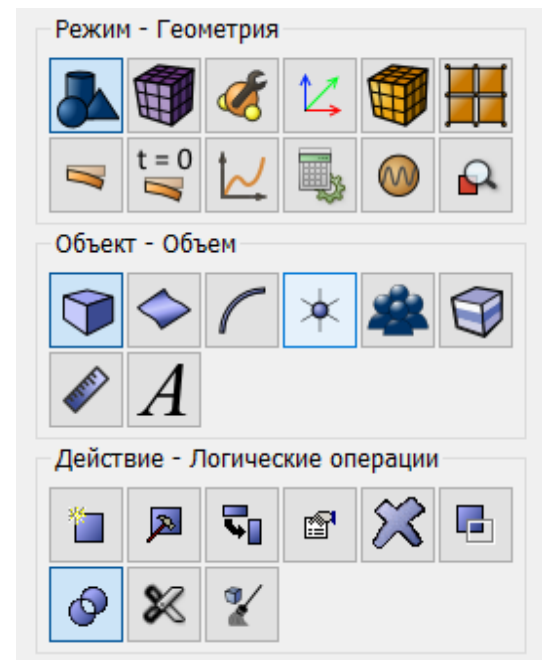 Режим - Геометрия
t = 0
Объект - Объем
A
Действие - Логические операции